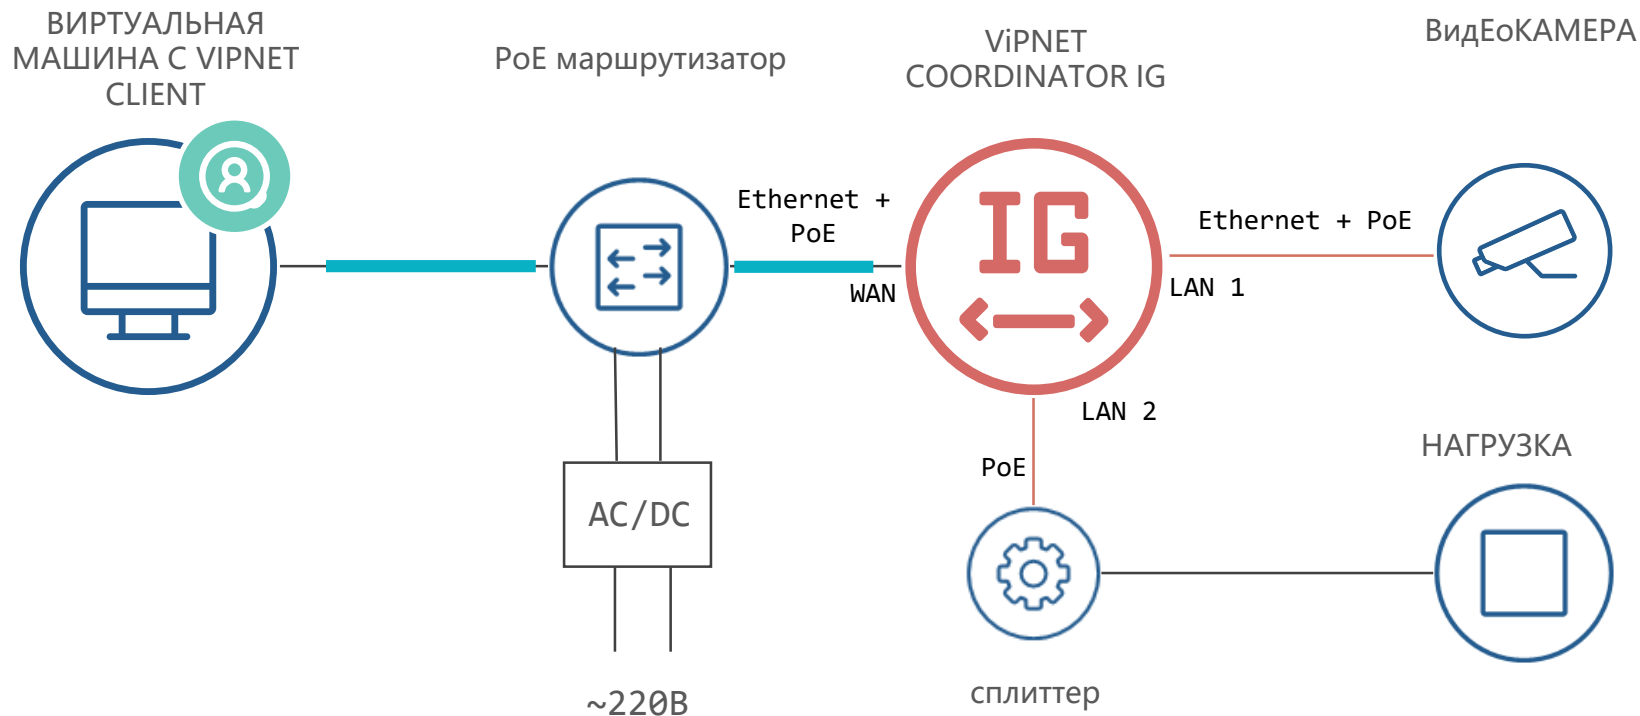 ВИРТУАЛЬНАЯ
МАШИНА С VIPNET
CLIENT
PoE маршрутизатор
ViPNET
COORDINATOR IG
ВидЕоКАМЕРА
Ethernet +
PoE
IG
Ethernet + PoE
WAN
LAN 1
LAN 2
PoE
НАГРУЗКА
AC/DC
~220В
сплиттер